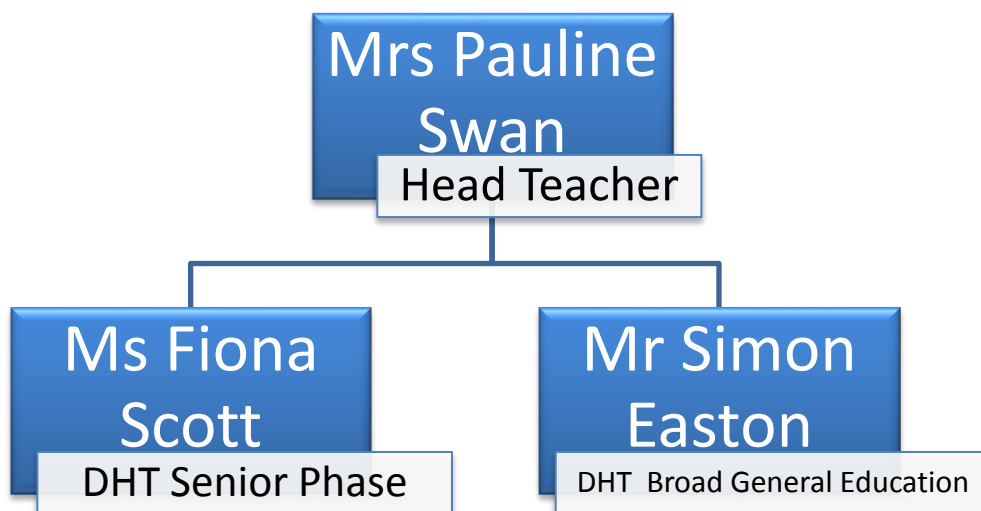 Mrs Pauline
Swan
Head Teacher
Ms Fiona
Scott
DHT Senior Phase
Mr Simon
Easton
DHT  Broad General Education